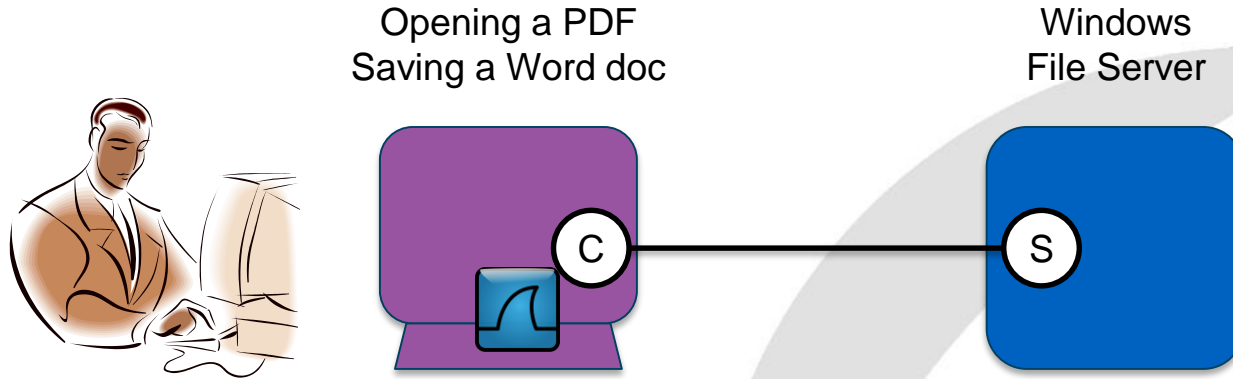 Opening a PDF
Saving a Word doc
Windows
File Server
C
S